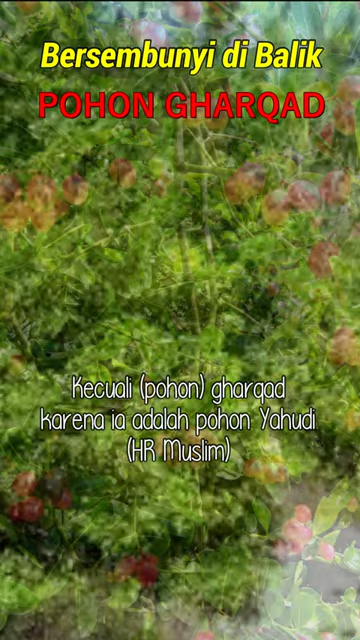 Bersembunyi di Balik
POHON GHARQAD
Kecuali (pohon) gharqad
karena ia adalah pohon Yahudi
(HR Muslim)